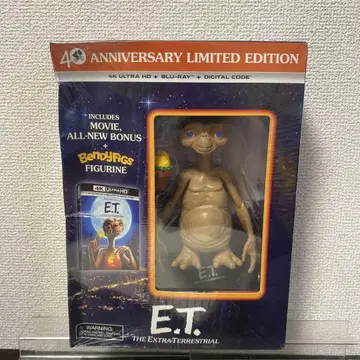 40 ANNIVERSARY LIMITED EDITION
4K ULTRA HD + BLU-RAY + DIGITAL CODE
INCLUDES
MOVIE,
ALL-NEW BONUS
+
BENDYFIGS
FIGURINE
4K ULTRA HD
E.T.
E.T.
THE EXTRA-TERRESTRIAL
WARNING: